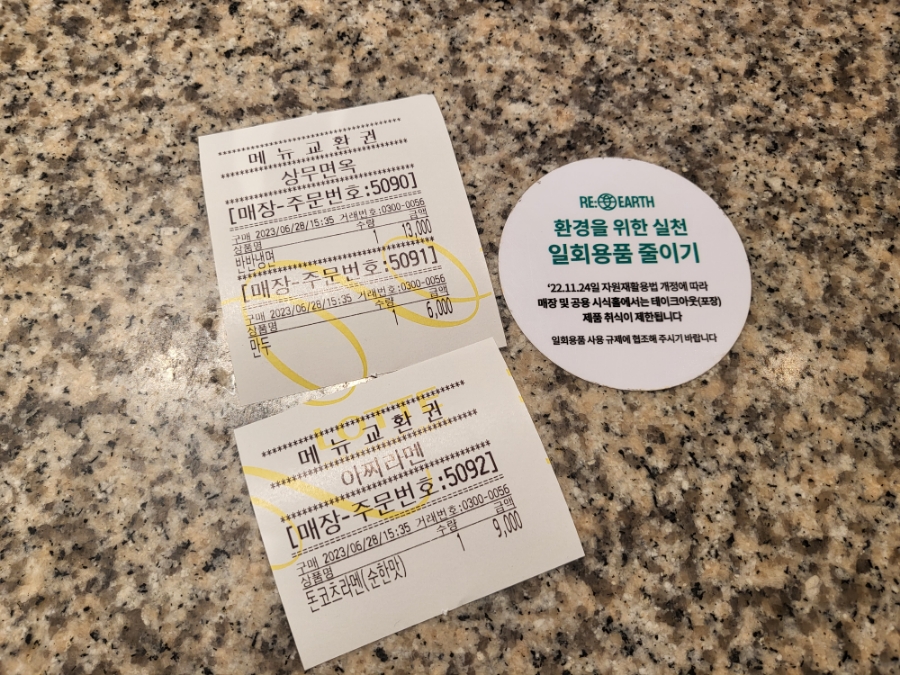 메뉴교환권
상무면옥
[매장-주문번호:5090]
구매 2023/06/28/15:35 거래번호:0300-0056
상품명 수량 금액
반반냉며 1 13,000
[매장-주문번호:5091]
구매 2023/06/28/15:35 거래번호:0300-0056
상품명 수량 금액
만두 1 6,000
LOTTE
메뉴교환권
아찌라멘
[매장-주문번호:5092]
구매 2023/06/28/15:35 거래번호:0300-0056
상품명 수량 금액
돈코츠라멘(순한맛) 1 9,000
RE:EARTH
환경을 위한 실천
일회용품 줄이기
‘22.11.24일 자원재활용법 개정에 따라
매장 및 공용 시식홀에서는 테이크아웃(포장)
제품 취식이 제한됩니다
일회용품 사용 규제에 협조해 주시기 바랍니다